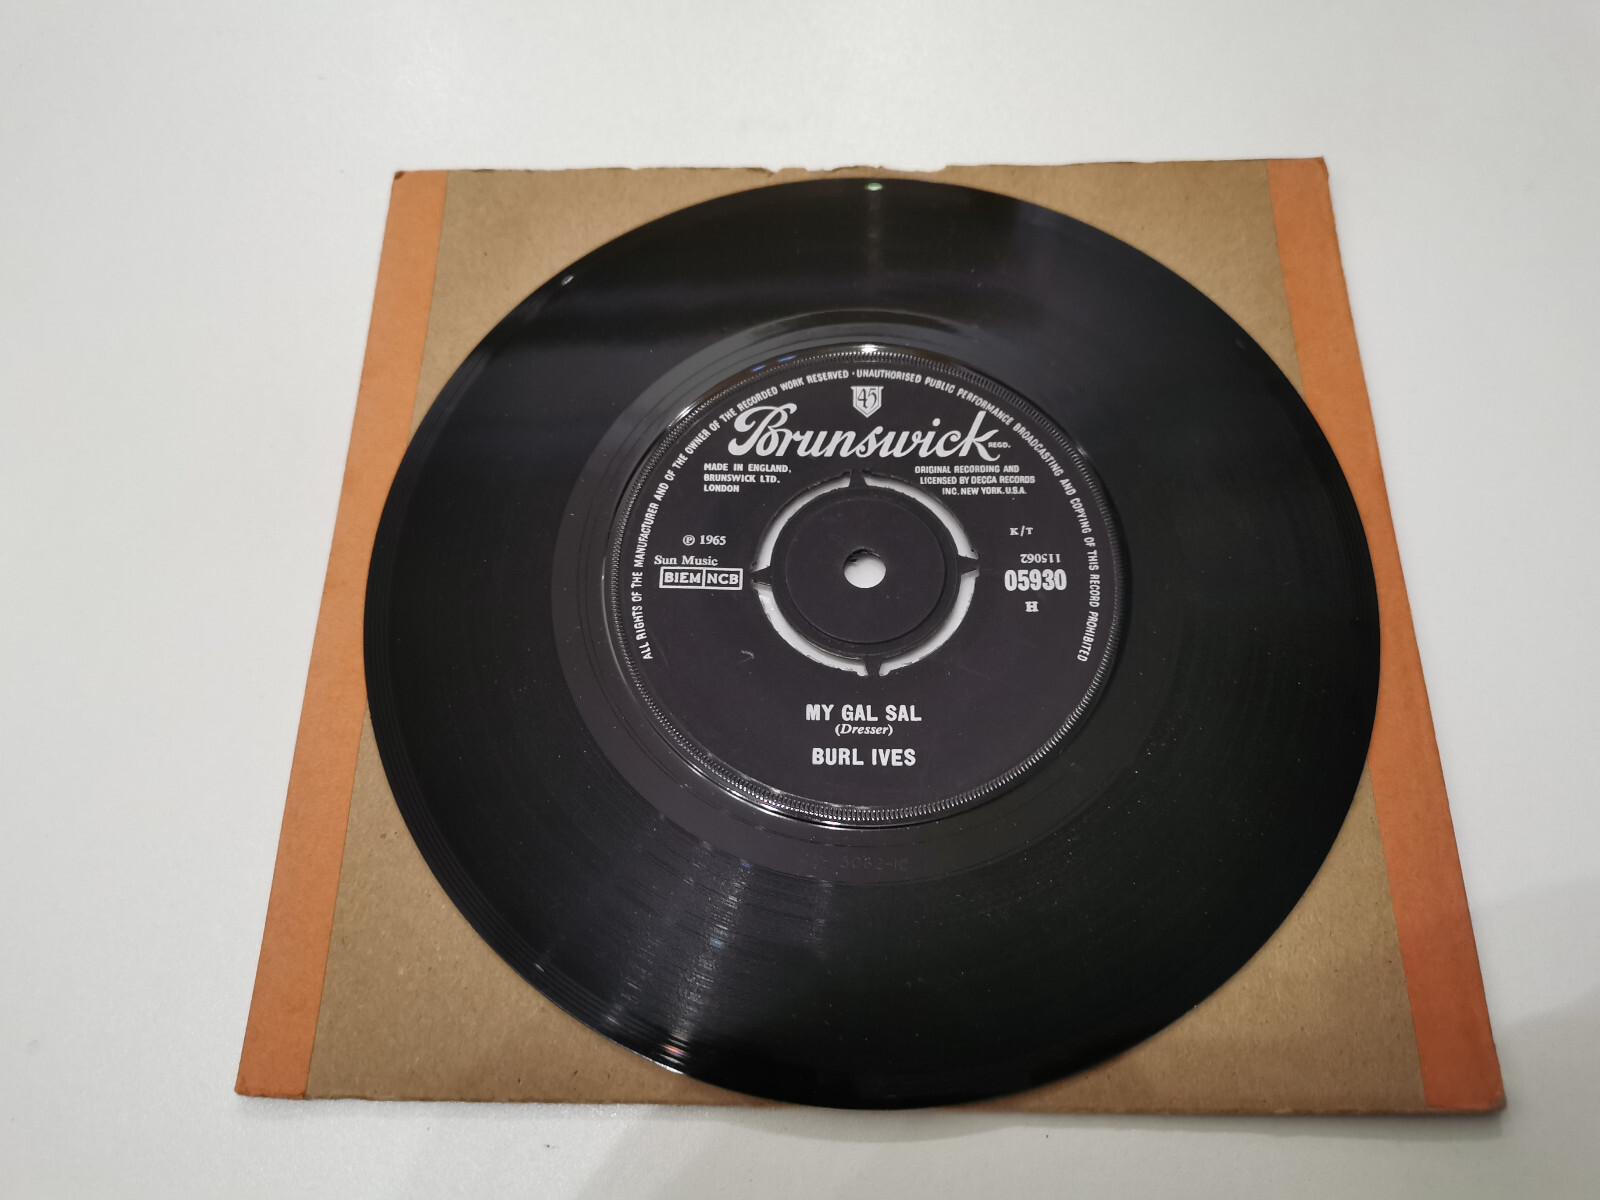 ALL RIGHTS OF THE MANUFACTURER AND OF THE OWNER OF THE RECORDED WORK RESERVED · UNAUTHORISED PUBLIC PERFORMANCE BROADCASTING AND COPYING OF THIS RECORD PROHIBITED
45
Brunswick REGD.
MADE IN ENGLAND,
BRUNSWICK LTD.
LONDON
ORIGINAL RECORDING AND
LICENSED BY DECCA RECORDS
INC. NEW YORK. U.S.A.
K/T
℗ 1965
Sun Music
BIEM NCB
115062
05930
H
MY GAL SAL
(Dresser)
BURL IVES